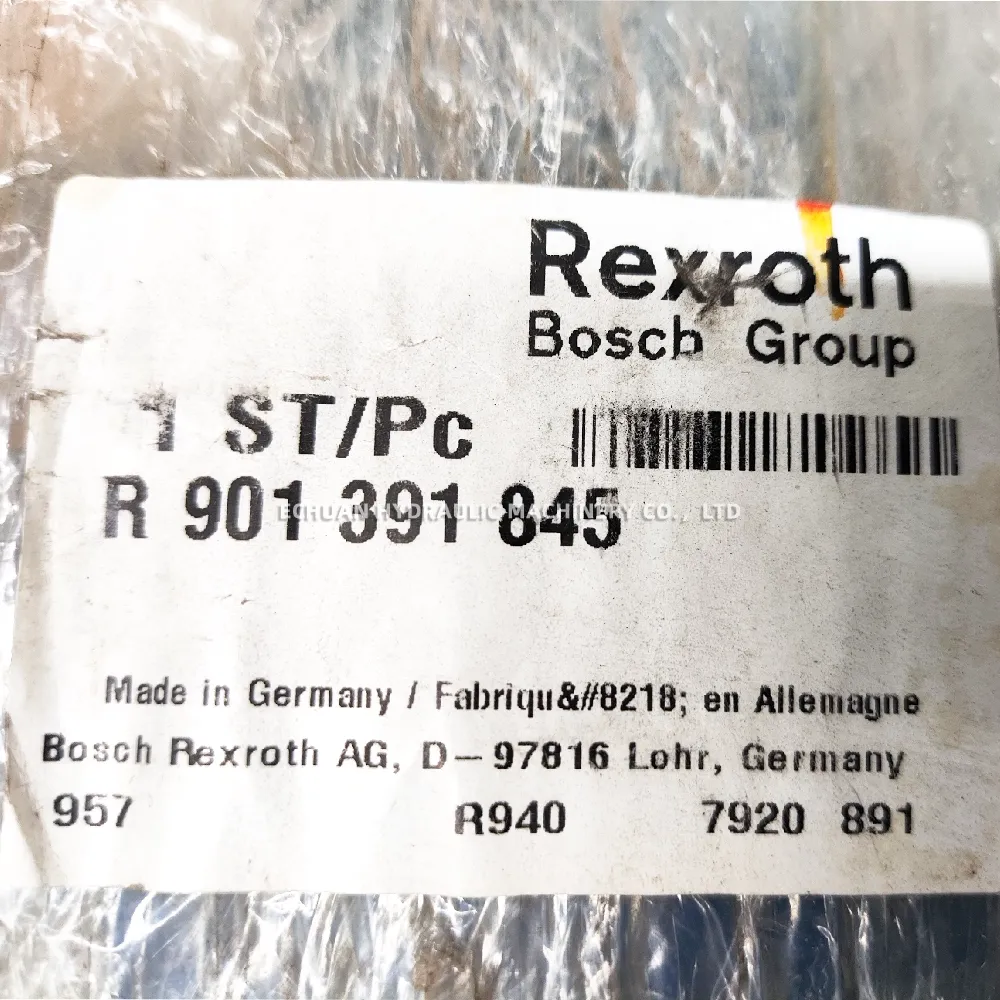 Rexroth
Bosch Group
1 ST/Pc
R 901 391 845
ECHUAN HYDRAULIC MACHINERY CO., LTD
Made in Germany / Fabriqu&#8218; en Allemagne
Bosch Rexroth AG, D-97816 Lohr, Germany
957 R940 7920 891